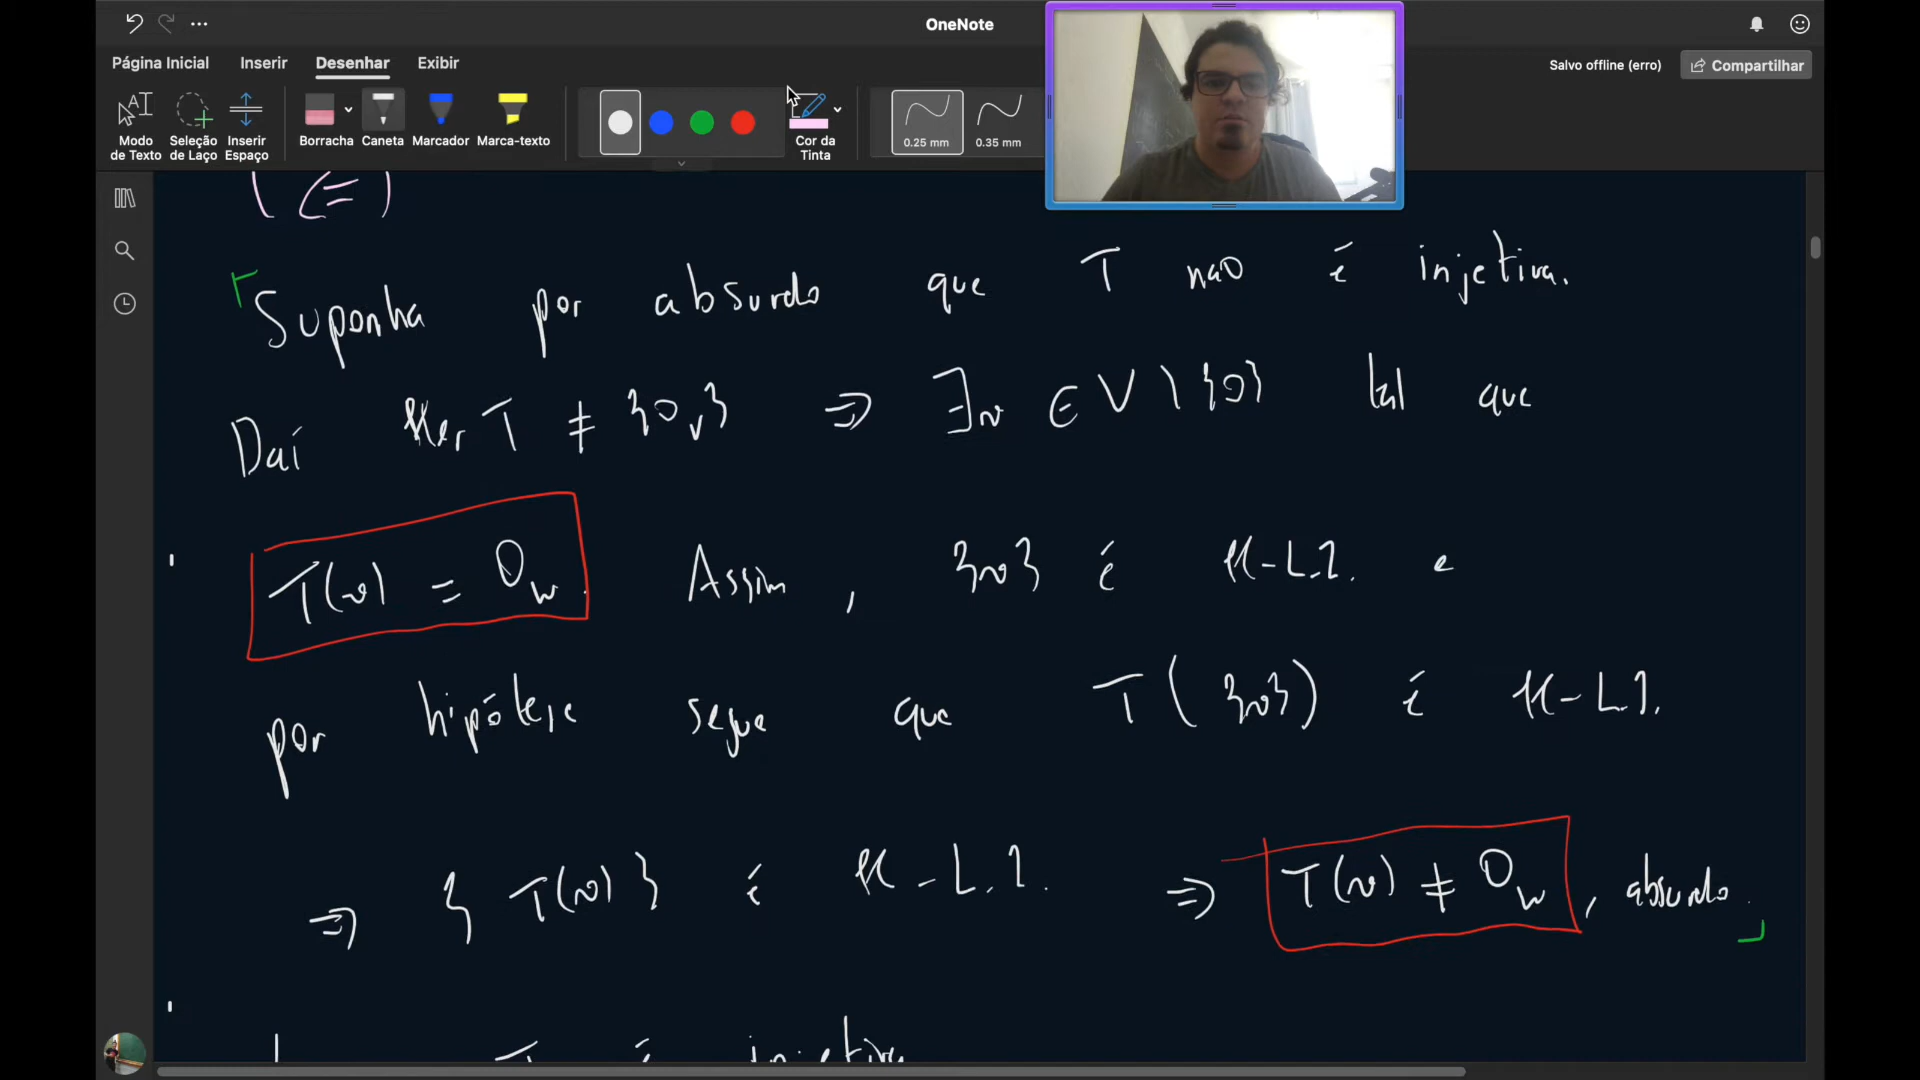 OneNote
Página Inicial Inserir Desenhar Exibir
Salvo offline (erro) Compartilhar
Modo de Texto Seleção de Laço Inserir Espaço Borracha Caneta Marcador Marca-texto Cor da Tinta 0.25 mm 0.35 mm
(⇐)
Suponha por absurdo que T nao é injetiva.
Daí Ker T ≠ {0_V} ⇒ ∃ v ∈ V \ {0} tal que
T(v) = 0_W. Assim, {v} é K-L.I. e
por hipótese segue que T({v}) é K-L.I.
⇒ {T(v)} é K-L.I. ⇒ T(v) ≠ 0_W, absurdo.
T é injetiva